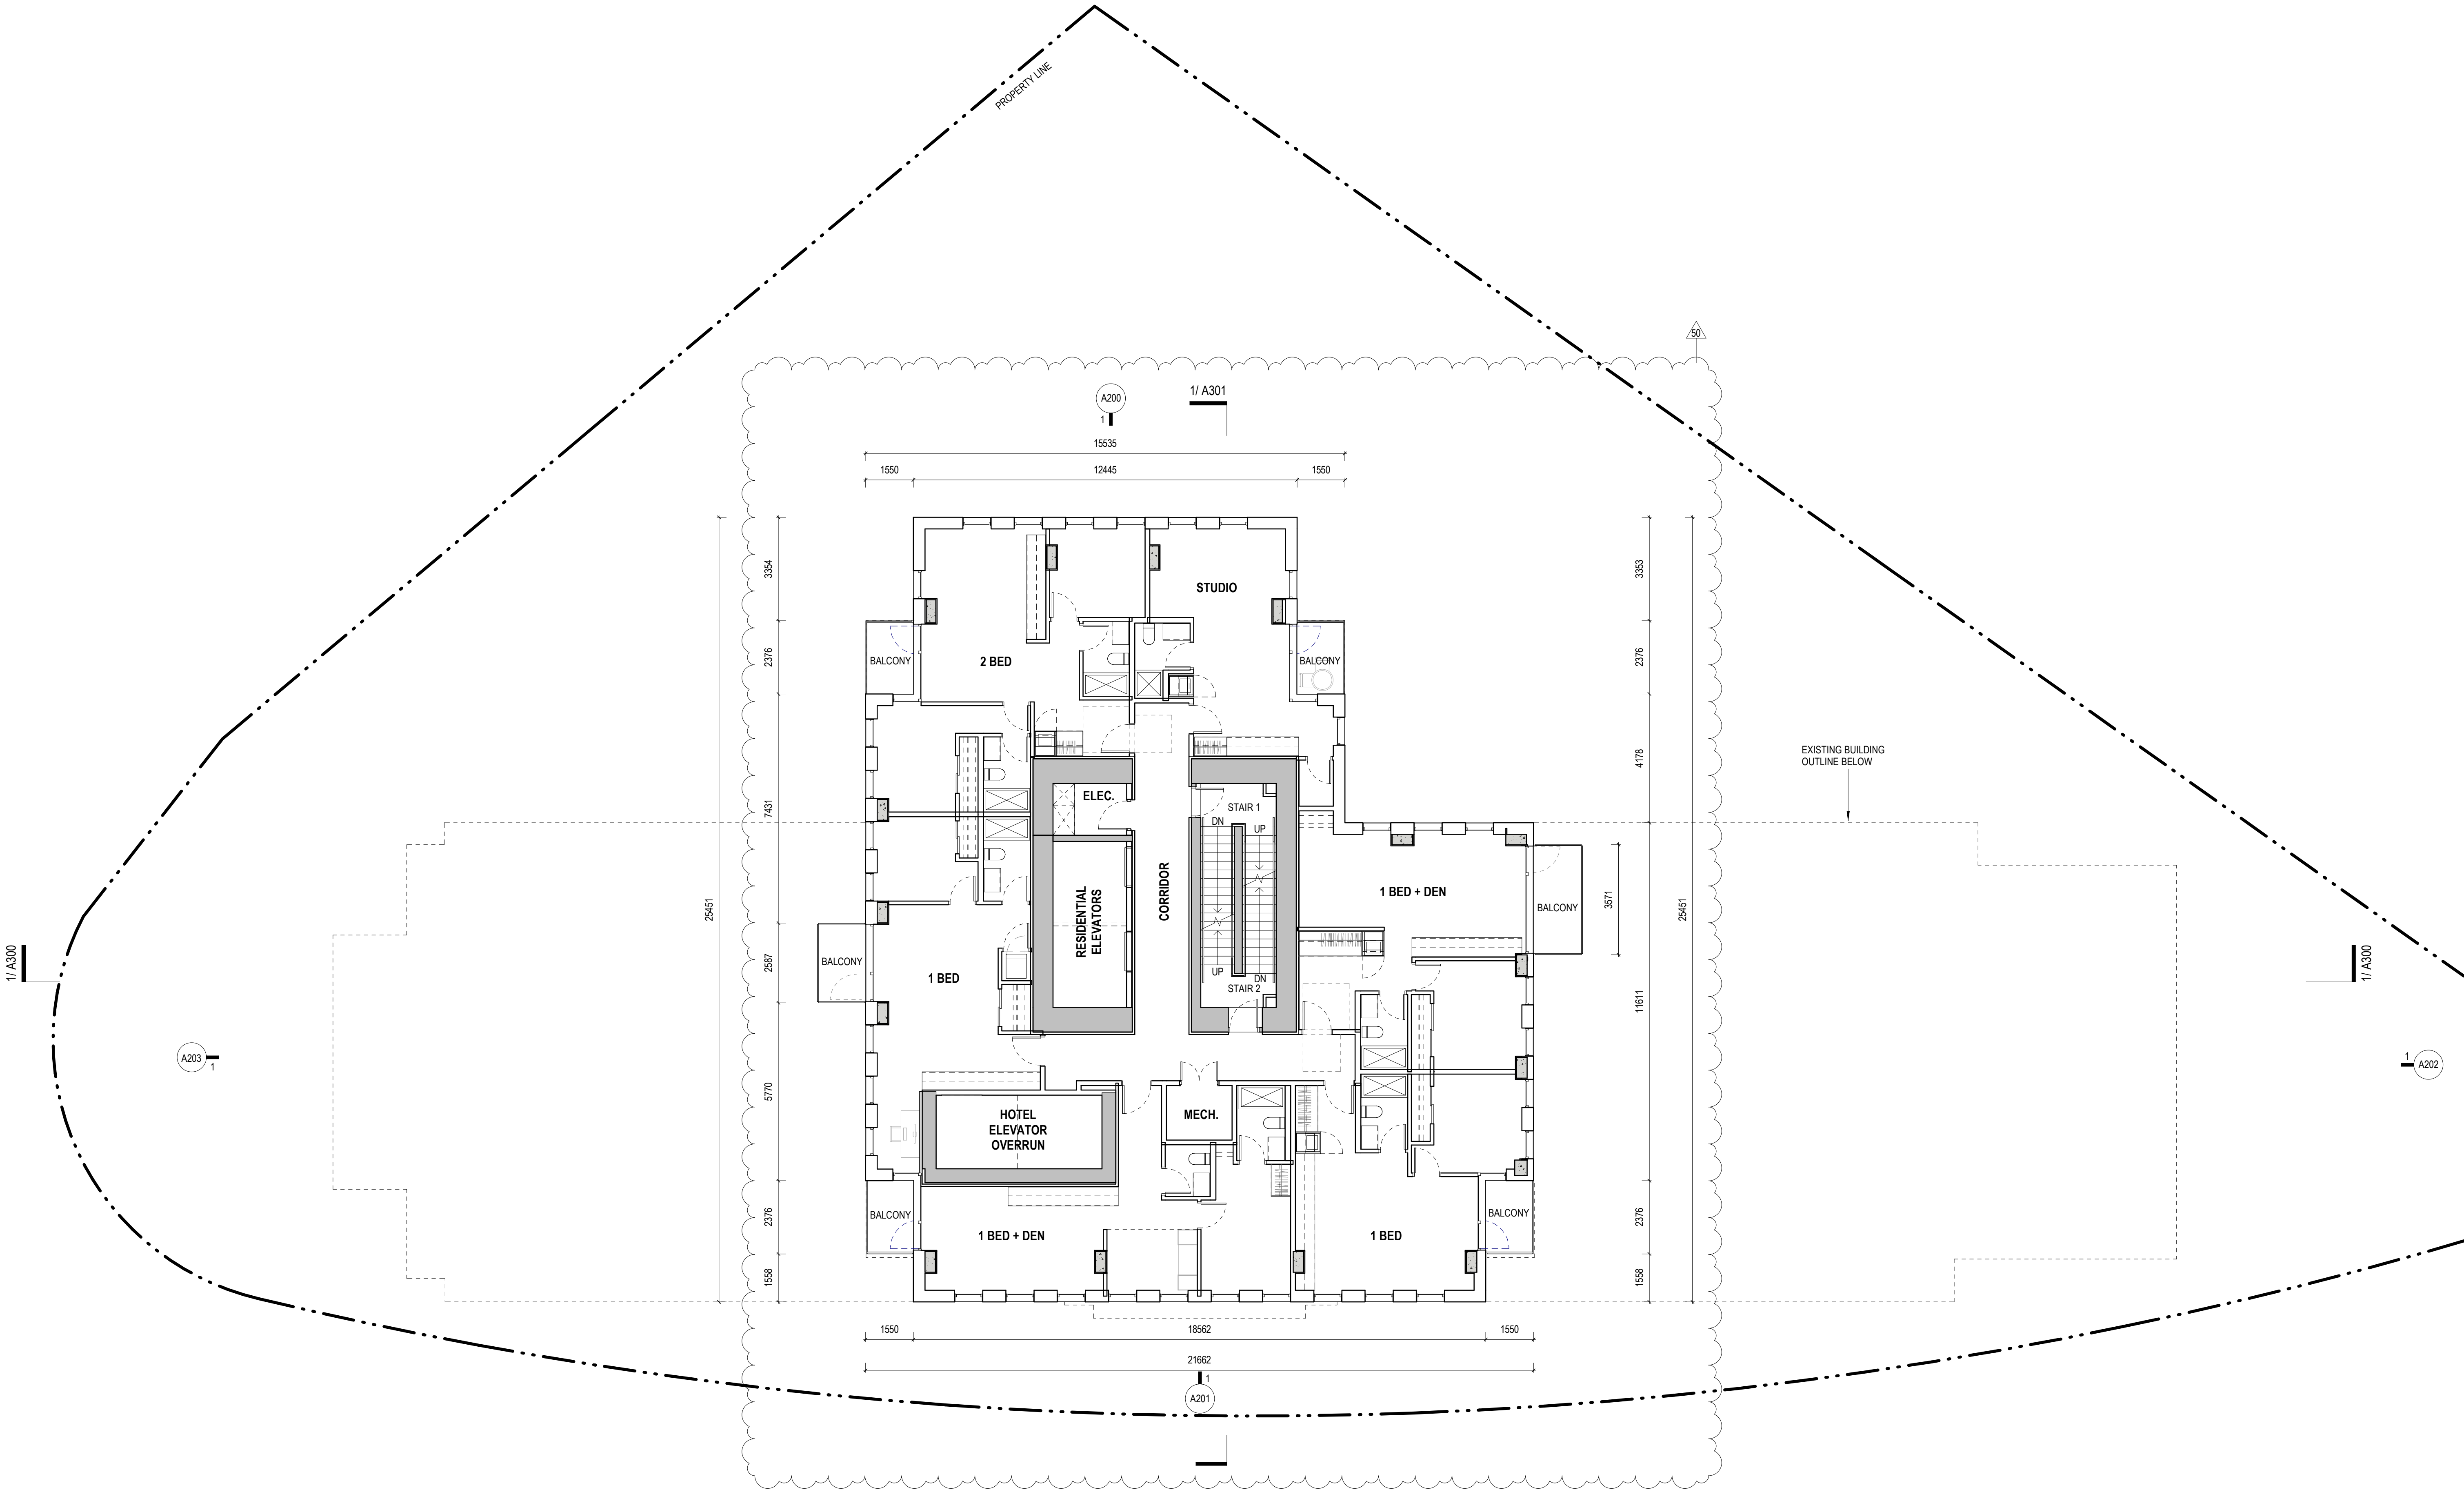 PROPERTY LINE
50
A200
1
1/ A301
15535
1550
12445
1550
3354
3353
STUDIO
2376
BALCONY
2 BED
BALCONY
2376
EXISTING BUILDING
OUTLINE BELOW
4178
7431
ELEC.
STAIR 1
DN
UP
25451
RESIDENTIAL
ELEVATORS
CORRIDOR
1 BED + DEN
BALCONY
3571
25451
1/ A300
BALCONY
2587
1 BED
UP
DN
STAIR 2
11611
1/ A300
A203
1
1
A202
5770
HOTEL
ELEVATOR
OVERRUN
MECH.
2376
BALCONY
1 BED + DEN
1 BED
BALCONY
2376
1558
1558
1550
18562
1550
21662
1
A201